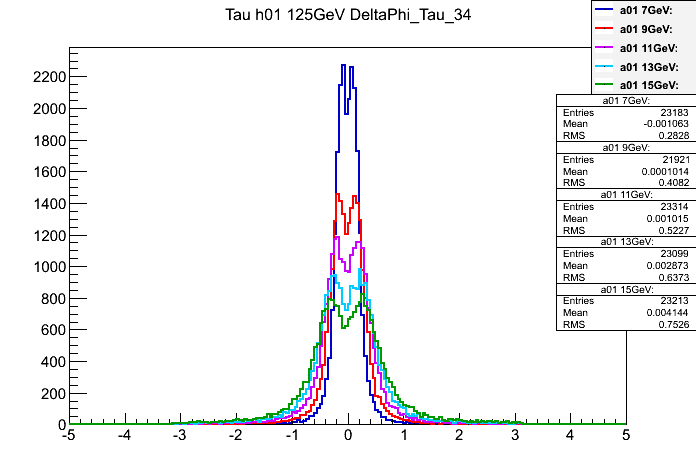 Tau h01 125GeV DeltaPhi_Tau_34
a01 7GeV:
a01 9GeV:
a01 11GeV:
a01 13GeV:
a01 15GeV:
a01 7GeV:
Entries 23183
Mean -0.001063
RMS 0.2828
a01 9GeV:
Entries 21921
Mean 0.0001014
RMS 0.4082
a01 11GeV:
Entries 23314
Mean 0.001015
RMS 0.5227
a01 13GeV:
Entries 23099
Mean 0.002873
RMS 0.6373
a01 15GeV:
Entries 23213
Mean 0.004144
RMS 0.7526
2200
2000
1800
1600
1400
1200
1000
800
600
400
200
0
-5 -4 -3 -2 -1 0 1 2 3 4 5